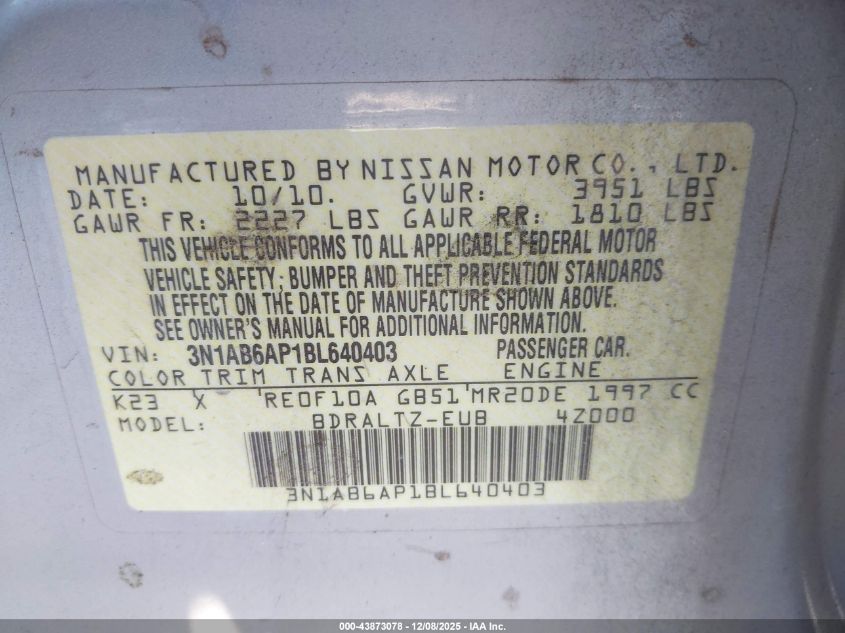 MANUFACTURED BY NISSAN MOTOR CO., LTD.
DATE: 10/10. GVWR: 3951 LBS
GAWR FR: 2227 LBS GAWR RR: 1810 LBS
THIS VEHICLE CONFORMS TO ALL APPLICABLE FEDERAL MOTOR
VEHICLE SAFETY, BUMPER AND THEFT PREVENTION STANDARDS
IN EFFECT ON THE DATE OF MANUFACTURE SHOWN ABOVE.
SEE OWNER'S MANUAL FOR ADDITIONAL INFORMATION.
VIN: 3N1AB6AP1BL640403 PASSENGER CAR.
COLOR TRIM TRANS AXLE ENGINE
K23 X RE0F10A GB51 MR20DE 1997 CC
MODEL: BDRALTZ-EUB 4Z000
3N1AB6AP1BL640403
000-43873078 - 12/08/2025 - IAA Inc.